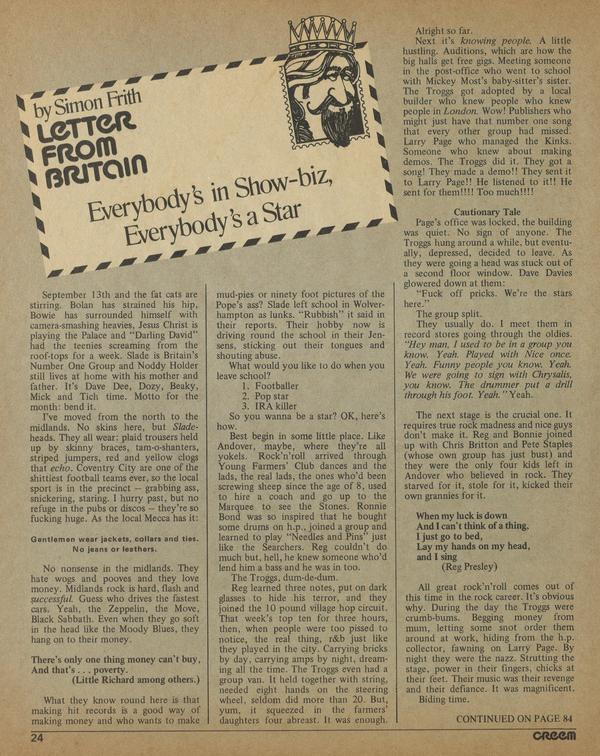 by Simon Frith
LETTER
FROM
BRITAIN
Everybody's in Show-biz,
Everybody's a Star
September 13th and the fat cats are
stirring. Bolan has strained his hip,
Bowie has surrounded himself with
camera-smashing heavies, Jesus Christ is
playing the Palace and "Darling David"
had the teenies screaming from the
roof-tops for a week. Slade is Britain's
Number One Group and Noddy Holder
still lives at home with his mother and
father. It's Dave Dee, Dozy, Beaky,
Mick and Tich time. Motto for the
month: bend it.
I've moved from the north to the
midlands. No skins here, but Slade-
heads. They all wear: plaid trousers held
up by skinny braces, tam-o-shanters,
striped jumpers, red and yellow clogs
that echo. Coventry City are one of the
shittiest football teams ever, so the local
sport is in the precinct — grabbing ass,
snickering, staring. I hurry past, but no
refuge in the pubs or discos — they're so
fucking huge. As the local Mecca has it:
Gentlemen wear jackets, collars and ties.
No jeans or leathers.
No nonsense in the midlands. They
hate wogs and pooves and they love
money. Midlands rock is hard, flash and
successful. Guess who drives the fastest
cars. Yeah, the Zeppelin, the Move,
Black Sabbath. Even when they go soft
in the head like the Moody Blues, they
hang on to their money.
There's only one thing money can't buy,
And that's . . . poverty.
(Little Richard among others.)
What they know round here is that
making hit records is a good way of
making money and who wants to make
mud-pies or ninety foot pictures of the
Pope's ass? Slade left school in Wolver-
hampton as lunks. "Rubbish" it said in
their reports. Their hobby now is
driving round the school in their Jen-
sens, sticking out their tongues and
shouting abuse.
What would you like to do when you
leave school?
1. Footballer
2. Pop star
3. IRA killer
So you wanna be a star? OK, here's
how.
Best begin in some little place. Like
Andover, maybe, where they're all
yokels. Rock'n'roll arrived through
Young Farmers' Club dances and the
lads, the real lads, the ones who'd been
screwing sheep since the age of 8, used
to hire a coach and go up to the
Marquee to see the Stones. Ronnie
Bond was so inspired that he bought
some drums on h.p., joined a group and
learned to play "Needles and Pins" just
like the Searchers. Reg couldn't do
much but, hell, he knew someone who'd
lend him a bass and he was in too.
The Troggs, dum-de-dum.
Reg learned three notes, put on dark
glasses to hide his terror, and they
joined the 10 pound village hop circuit.
That week's top ten for three hours,
then, when people were too pissed to
notice, the real thing, r&b just like
they played in the city. Carrying bricks
by day, carrying amps by night, dream-
ing all the time. The Troggs even had a
group van. It held together with string,
needed eight hands on the steering
wheel, seldom did more than 20. But,
yum, it squeezed in the farmers'
daughters four abreast. It was enough.
Alright so far.
Next it's knowing people. A little
hustling. Auditions, which are how the
big halls get free gigs. Meeting someone
in the post-office who went to school
with Mickey Most's baby-sitter's sister.
The Troggs got adopted by a local
builder who knew people who knew
people in London. Wow! Publishers who
might just have that number one song
that every other group had missed.
Larry Page who managed the Kinks.
Someone who knew about making
demos. The Troggs did it. They got a
song! They made a demo!! They sent it
to Larry Page!! He listened to it!! He
sent for them!!!! Too much!!!!
Cautionary Tale
Page's office was locked, the building
was quiet. No sign of anyone. The
Troggs hung around a while, but eventu-
ally, depressed, decided to leave. As
they were going a head was stuck out of
a second floor window. Dave Davies
glowered down at them:
"Fuck off pricks. We're the stars
here."
The group split.
They usually do. I meet them in
record stores going through the oldies.
"Hey man, I used to be in a group you
know. Yeah. Played with Nice once.
Yeah. Funny people you know. Yeah.
We were going to sign with Chrysalis,
you know. The drummer put a drill
through his foot. Yeah." Yeah.
The next stage is the crucial one. It
requires true rock madness and nice guys
don't make it. Reg and Bonnie joined
up with Chris Britton and Pete Staples
(whose own group has just bust) and
they were the only four kids left in
Andover who believed in rock. They
starved for it, stole for it, kicked their
own grannies for it.
When my luck is down
And I can't think of a thing,
I just go to bed,
Lay my hands on my head,
and I sing
(Reg Presley)
All great rock'n'roll comes out of
this time in the rock career. It's obvious
why. During the day the Troggs were
crumb-bums. Begging money from
mum, letting some snot order them
around at work, hiding from the h.p.
collector, fawning on Larry Page. By
night they were the nazz. Strutting the
stage, power in their fingers, chicks at
their feet. Their music was their revenge
and their defiance. It was magnificent.
Biding time.
CONTINUED ON PAGE 84
24
CREEM